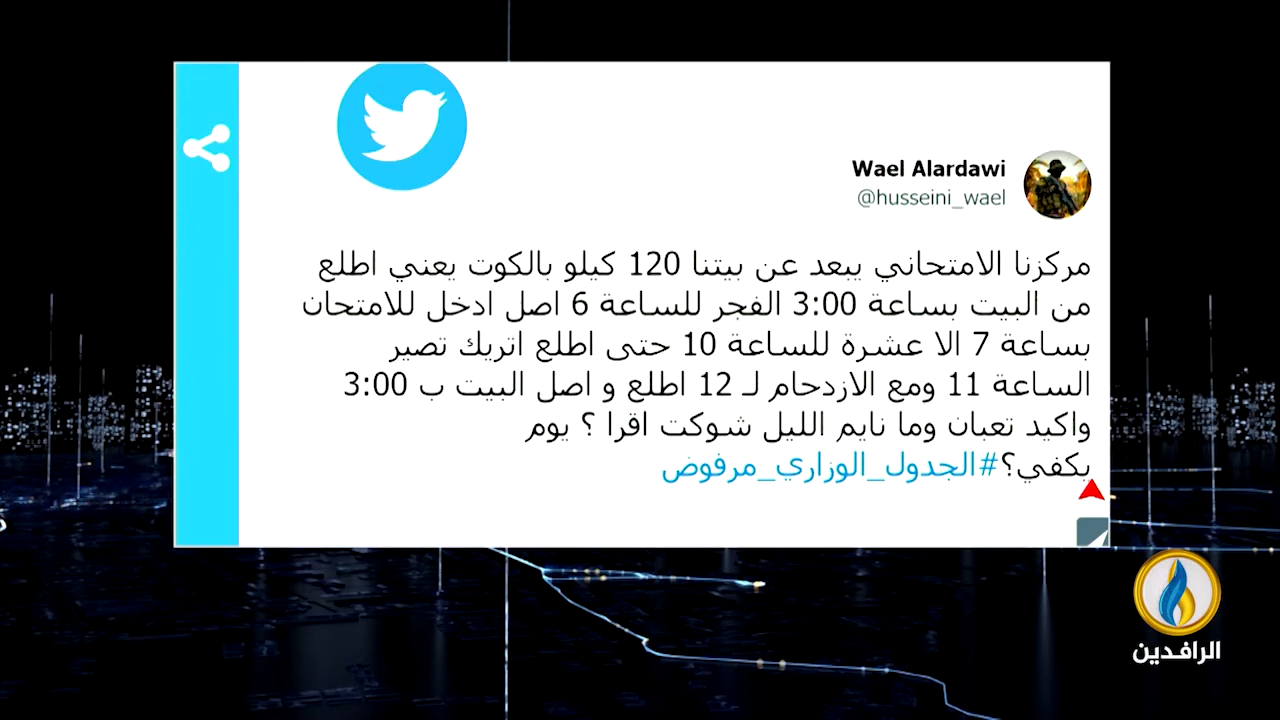 Wael Alardawi
@husseini_wael
مركزنا الامتحاني يبعد عن بيتنا 120 كيلو بالكوت يعني اطلع
من البيت بساعة 3:00 الفجر للساعة 6 اصل ادخل للامتحان
بساعة 7 الا عشرة للساعة 10 حتى اطلع اتريك تصير
الساعة 11 ومع الازدحام لـ 12 اطلع و اصل البيت ب 3:00
واكيد تعبان وما نايم الليل شوكت اقرا ؟ يوم
يكفي؟#الجدول_الوزاري_مرفوض
الرافدين